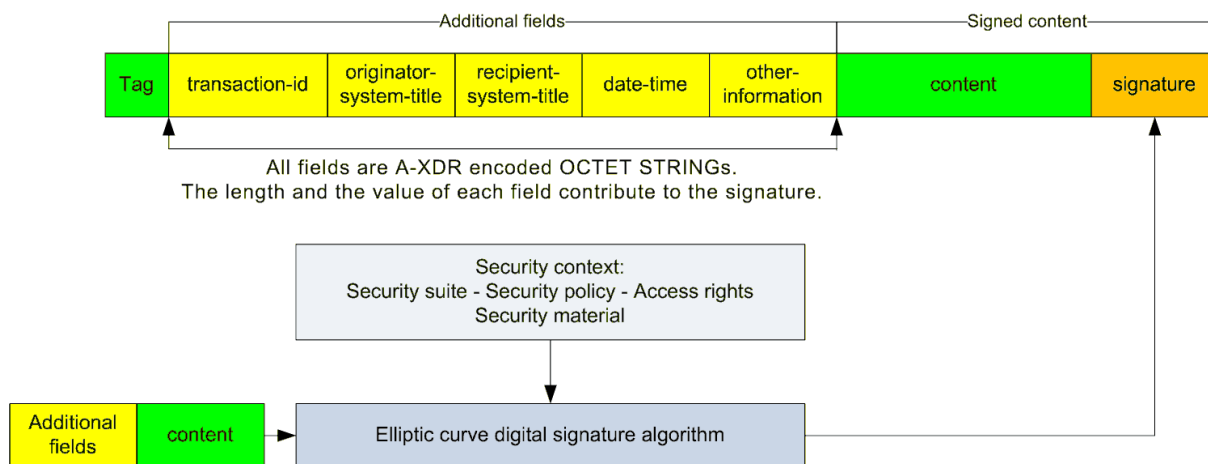 Additional fields
Signed content
Tag
transaction-id
originator-
system-title
recipient-
system-title
date-time
other-
information
content
signature
All fields are A-XDR encoded OCTET STRINGs.
The length and the value of each field contribute to the signature.
Security context:
Security suite - Security policy - Access rights
Security material
Additional
fields
content
Elliptic curve digital signature algorithm